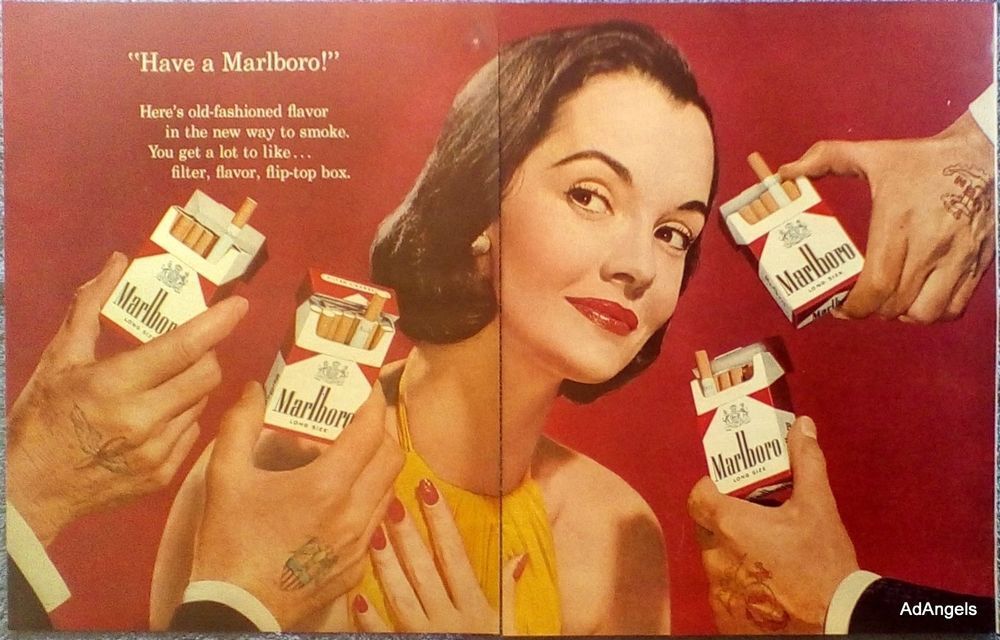 "Have a Marlboro!"
Here's old-fashioned flavor
in the new way to smoke.
You get a lot to like...
filter, flavor, flip-top box.
Marlboro
LONG SIZE
Marlboro
LONG SIZE
Marlboro
LONG SIZE
Marlboro
LONG SIZE
AdAngels